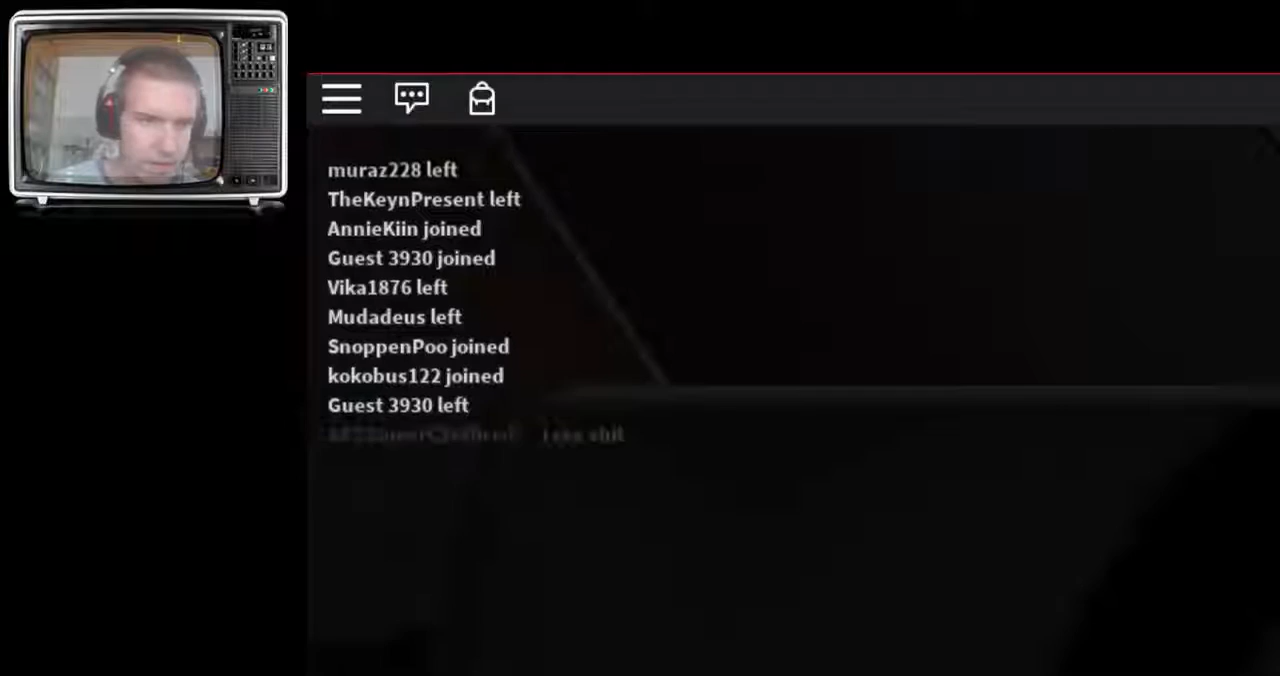 muraz228 left
TheKeynPresent left
AnnieKiin joined
Guest 3930 joined
Vika1876 left
Mudadeus left
SnoppenPoo joined
kokobus122 joined
Guest 3930 left